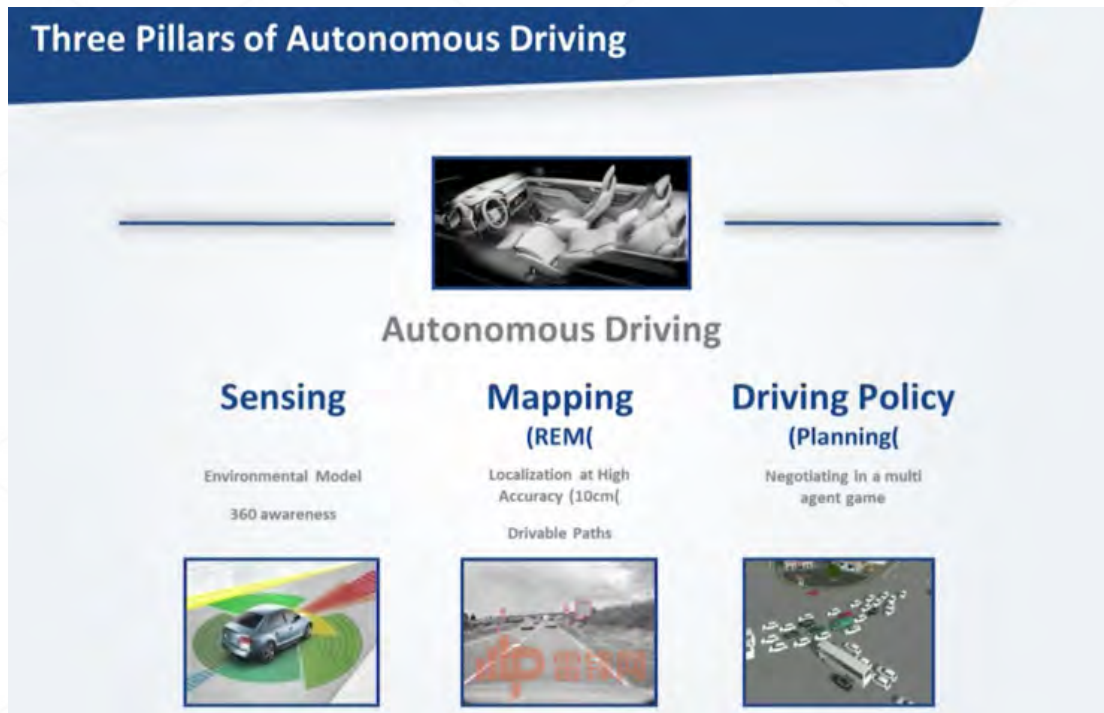 Three Pillars of Autonomous Driving
Autonomous Driving
Sensing
Environmental Model
360 awareness
Mapping
(REM(
Localization at High
Accuracy (10cm(
Drivable Paths
Driving Policy
(Planning(
Negotiating in a multi
agent game